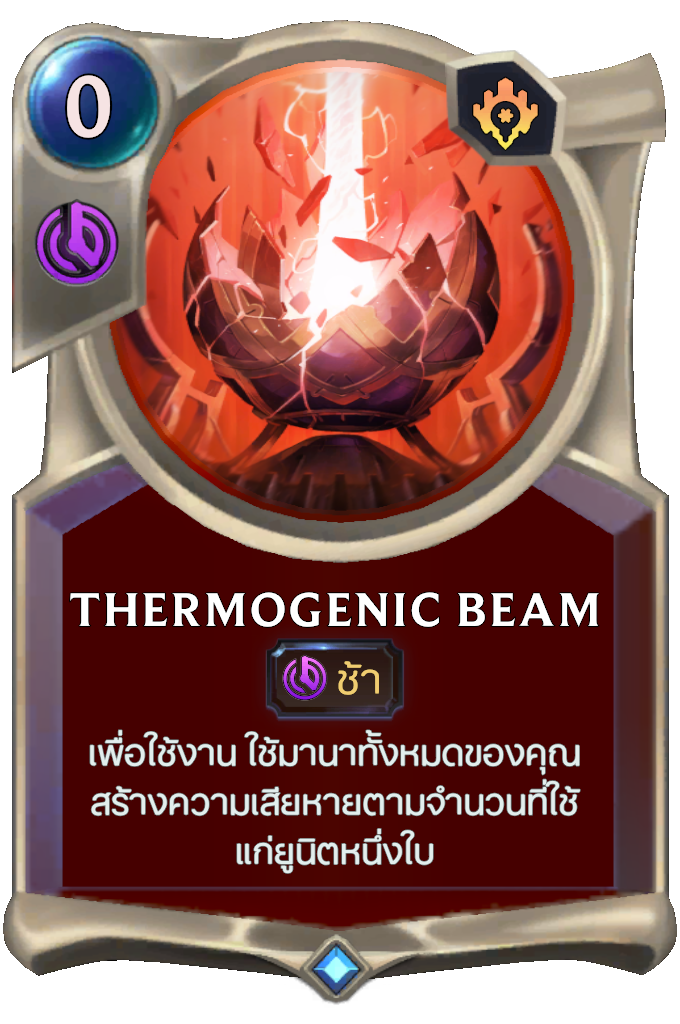 0
THERMOGENIC BEAM
ช้า
เพื่อใช้งาน ใช้มานาทั้งหมดของคุณ
สร้างความเสียหายตามจำนวนที่ใช้
แก่ยูนิตหนึ่งใบ